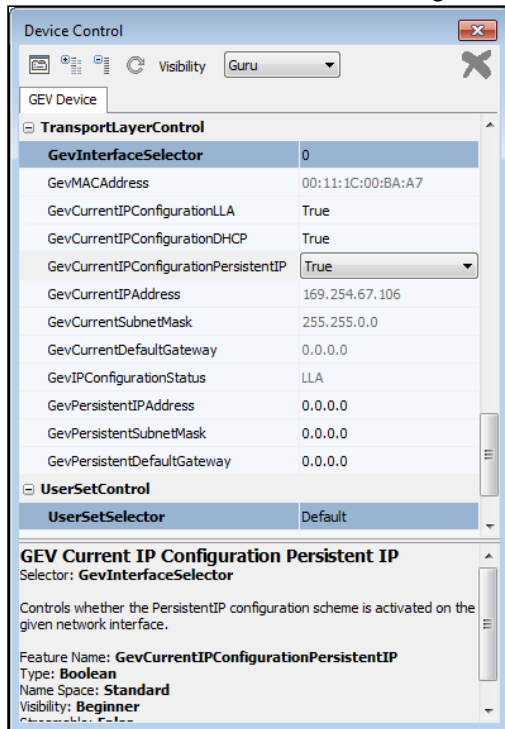 Device Control
Visibility Guru
GEV Device
TransportLayerControl
GevInterfaceSelector 0
GevMACAddress 00:11:1C:00:BA:A7
GevCurrentIPConfigurationLLA True
GevCurrentIPConfigurationDHCP True
GevCurrentIPConfigurationPersistentIP True
GevCurrentIPAddress 169.254.67.106
GevCurrentSubnetMask 255.255.0.0
GevCurrentDefaultGateway 0.0.0.0
GevIPConfigurationStatus LLA
GevPersistentIPAddress 0.0.0.0
GevPersistentSubnetMask 0.0.0.0
GevPersistentDefaultGateway 0.0.0.0
UserSetControl
UserSetSelector Default
GEV Current IP Configuration Persistent IP
Selector: GevInterfaceSelector
Controls whether the PersistentIP configuration scheme is activated on the
given network interface.
Feature Name: GevCurrentIPConfigurationPersistentIP
Type: Boolean
Name Space: Standard
Visibility: Beginner